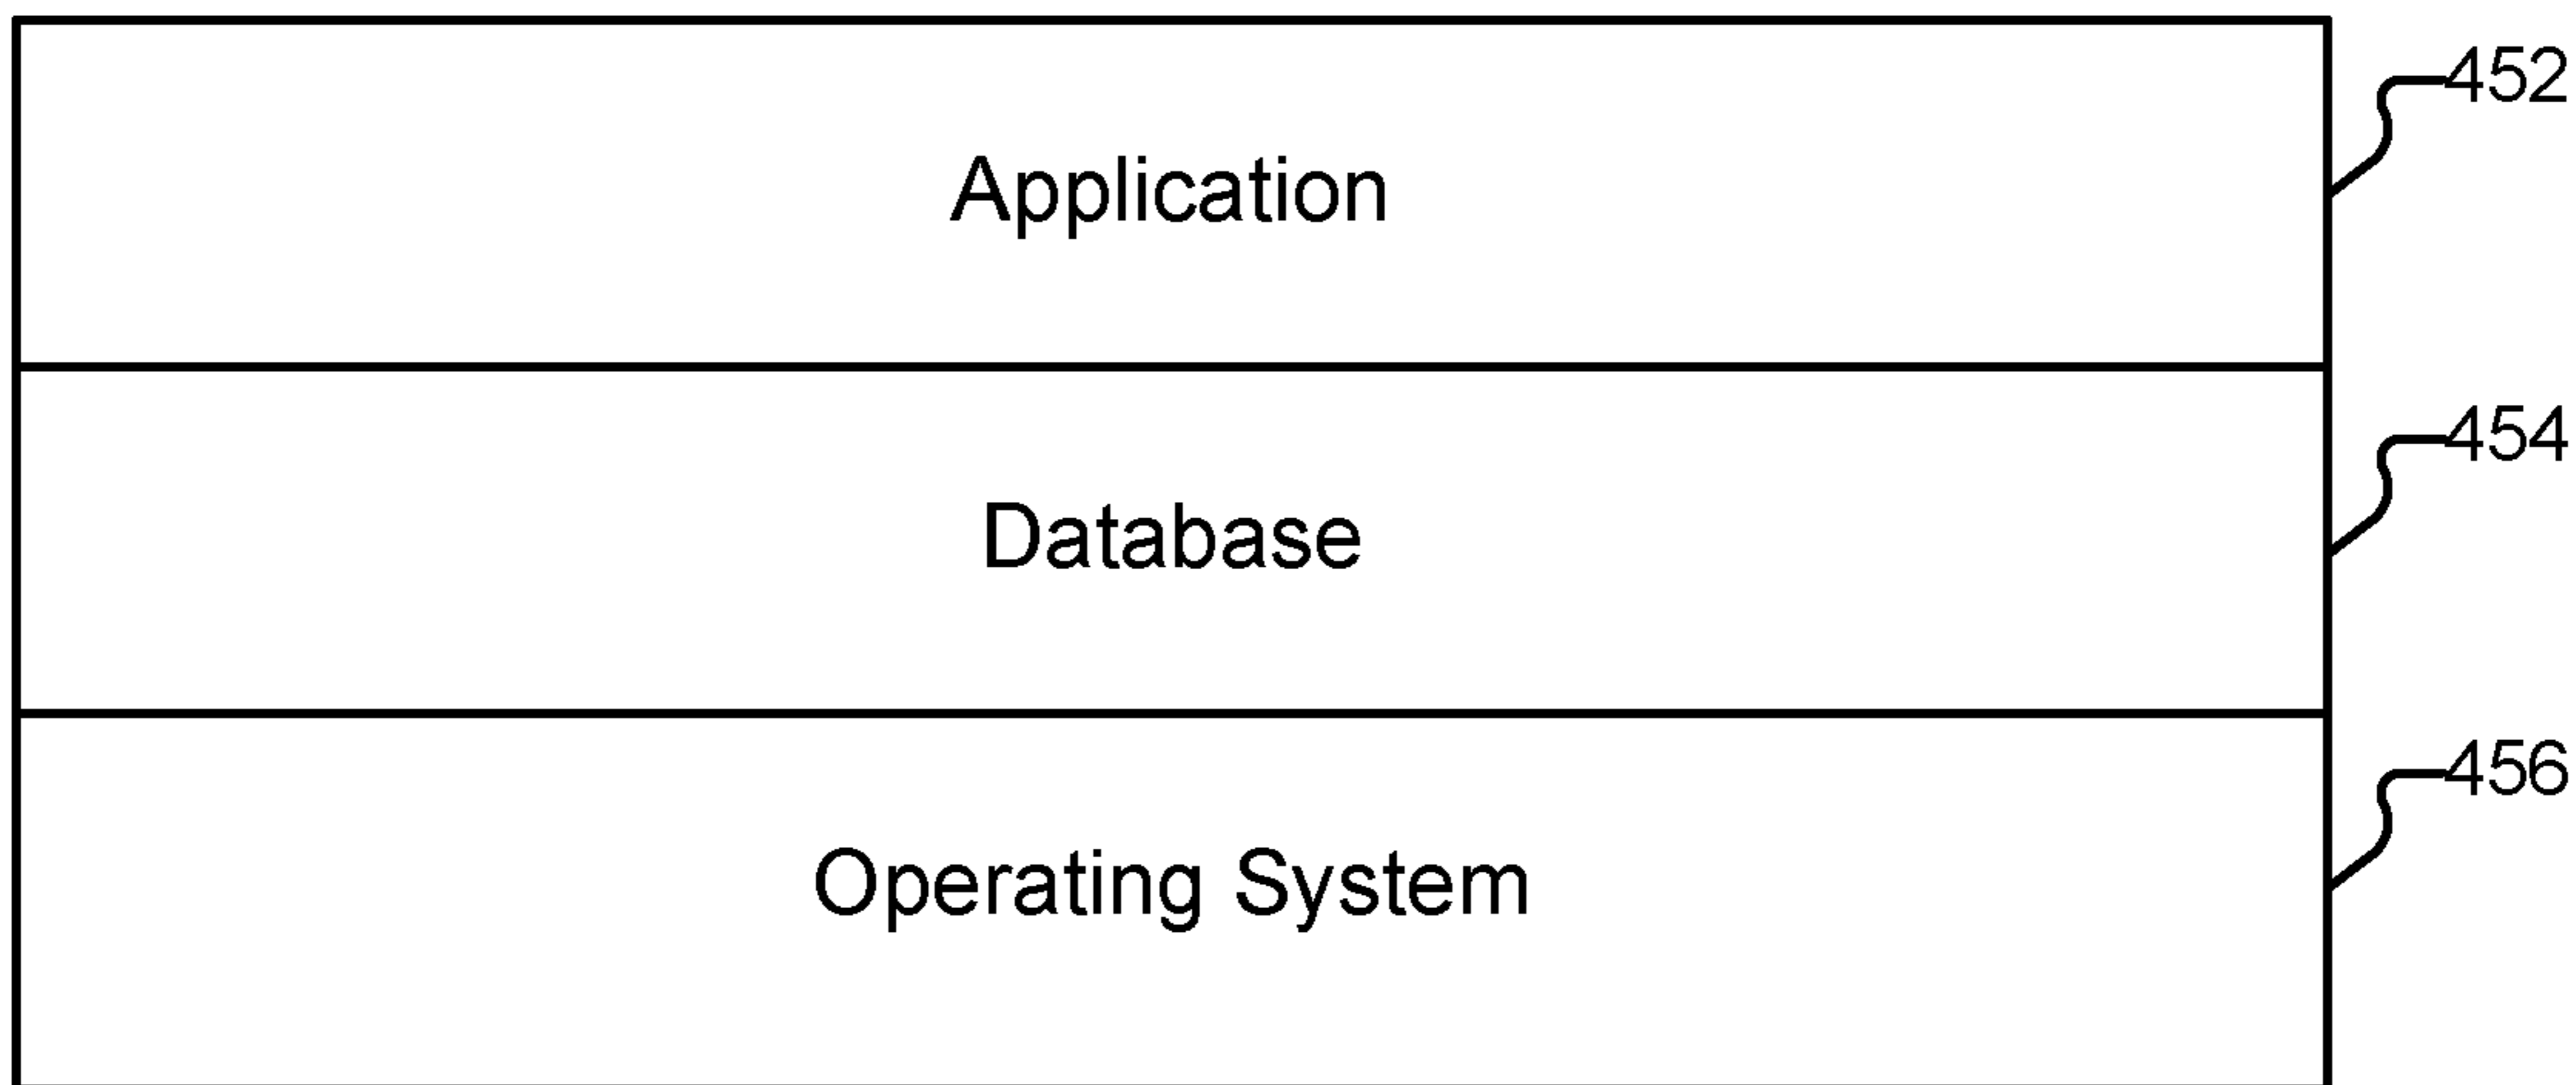 452
Application
454
Database
456
Operating System